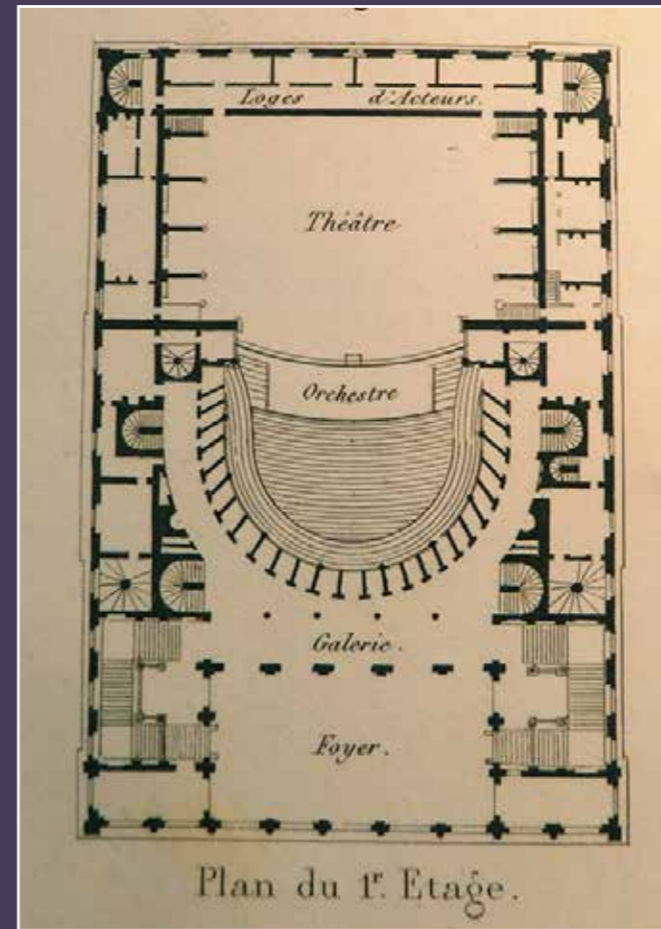 Loges d'Acteurs.
Théâtre
Orchestre
Galerie.
Foyer.
Plan du 1r. Etage.